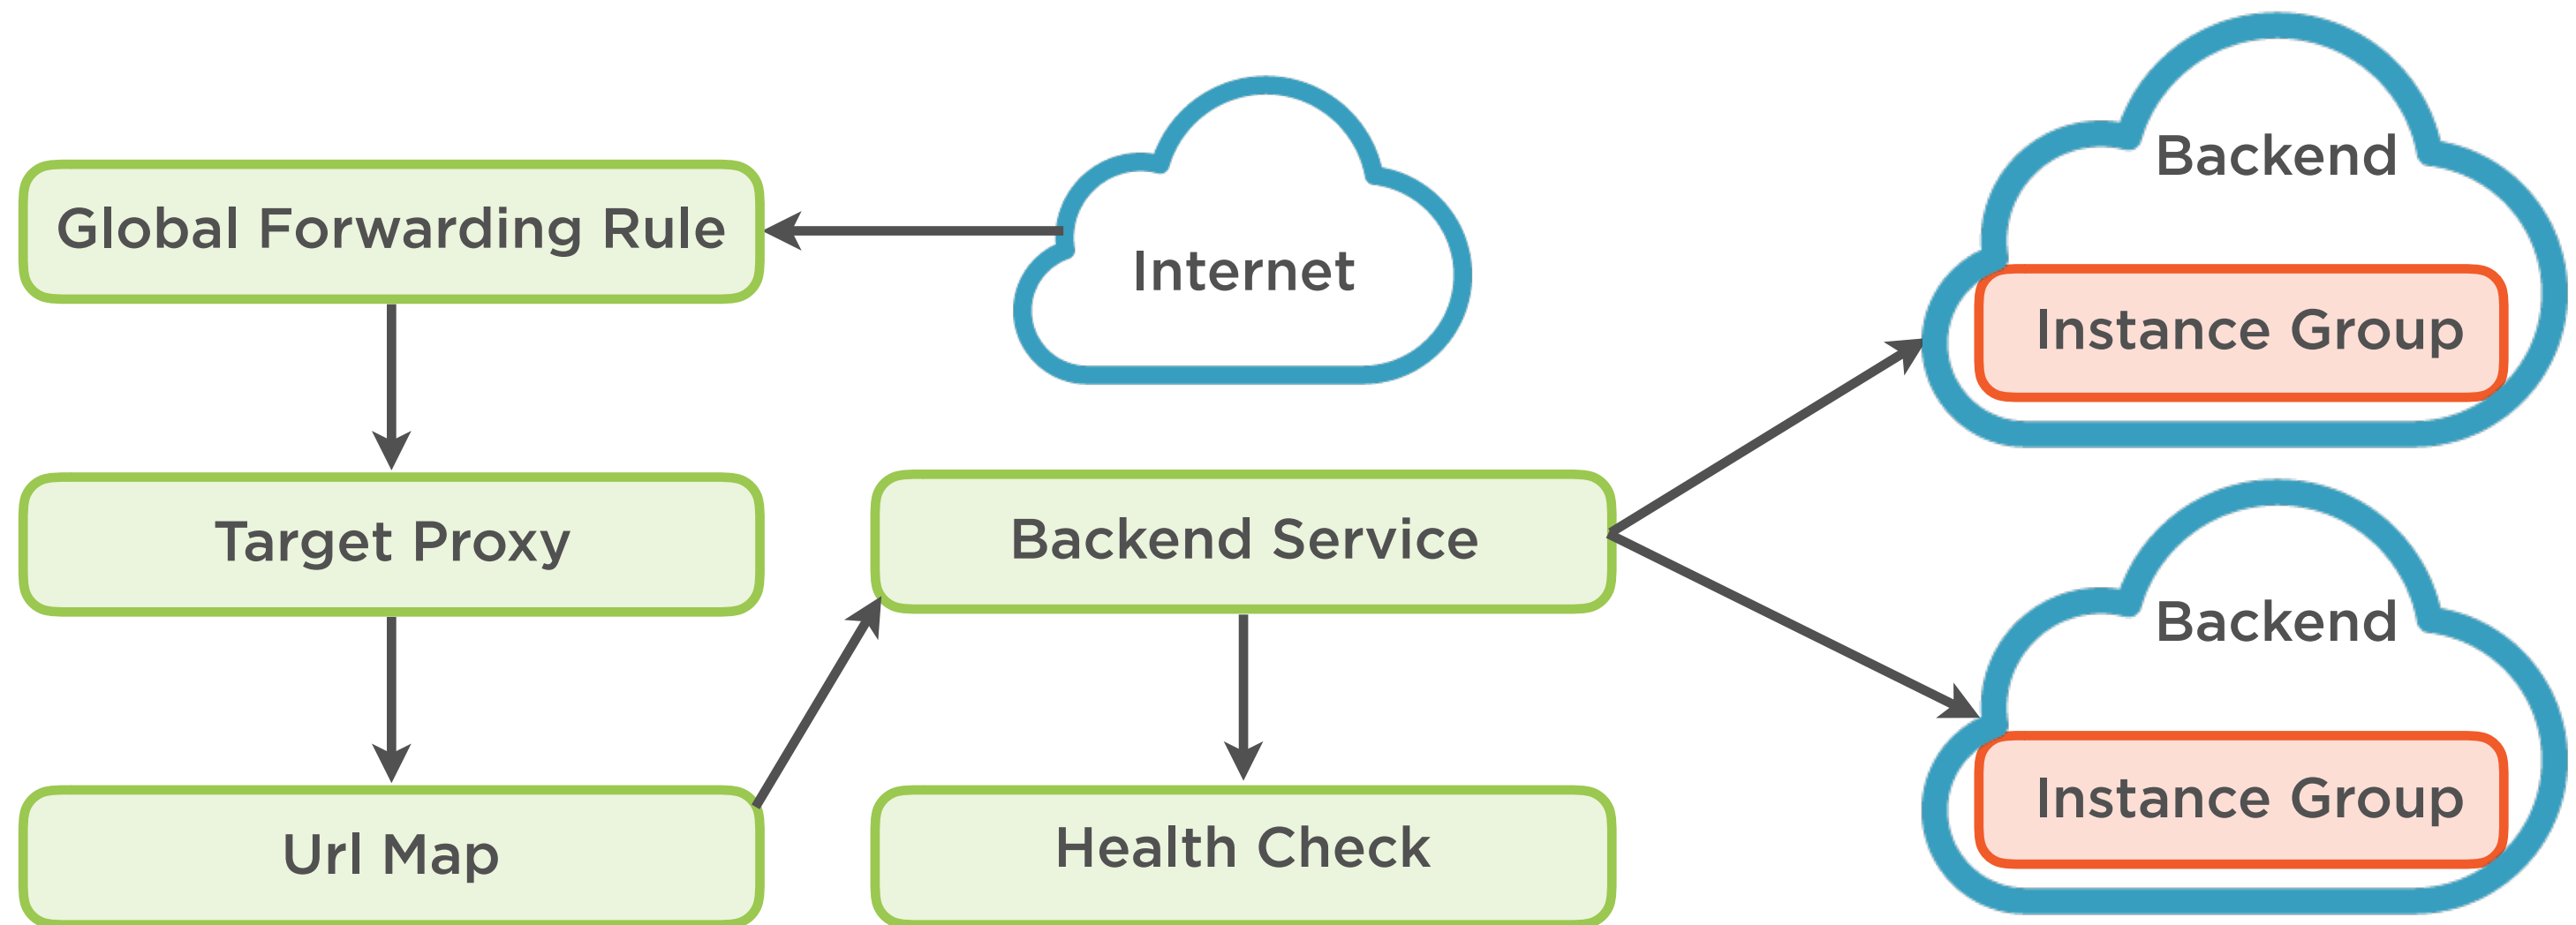 Global Forwarding Rule
Internet
Backend
Instance Group
Target Proxy
Backend Service
Backend
Instance Group
Url Map
Health Check